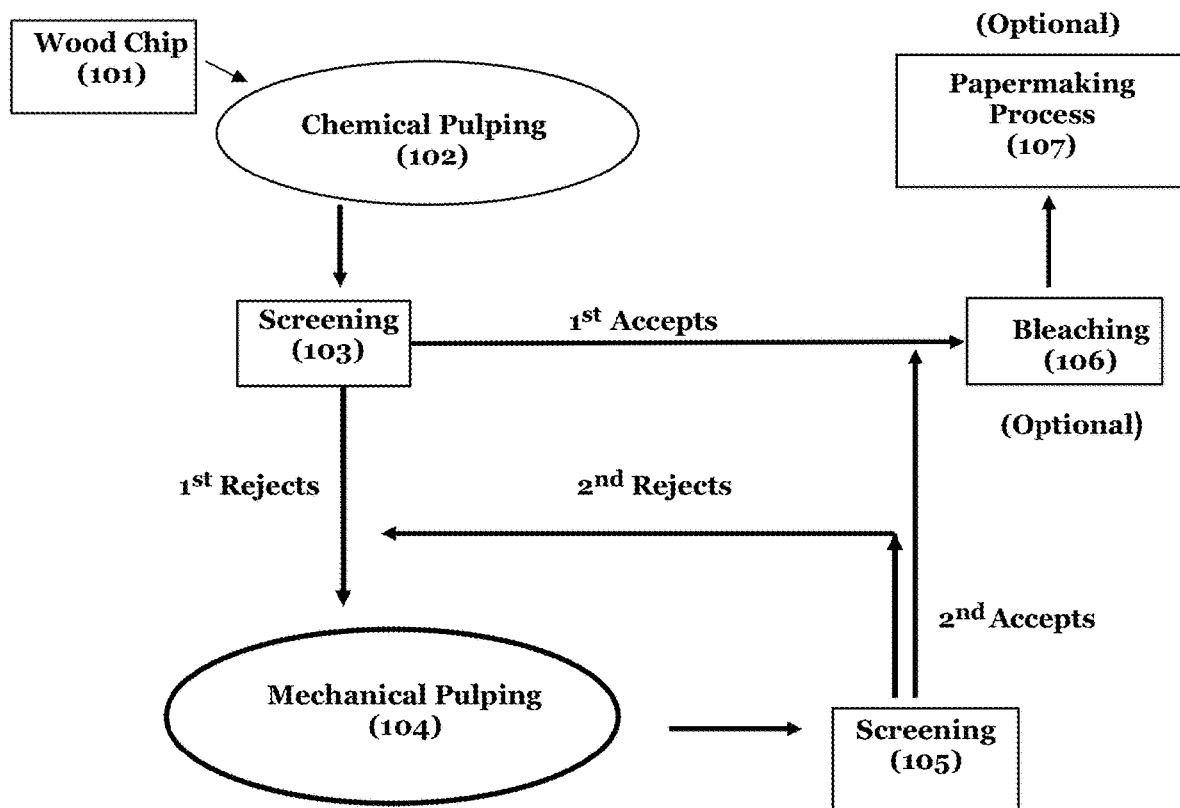 Wood Chip
(101)
Chemical Pulping
(102)
(Optional)
Papermaking
Process
(107)
Screening
(103)
1st Accepts
Bleaching
(106)
(Optional)
1st Rejects
2nd Rejects
2nd Accepts
Mechanical Pulping
(104)
Screening
(105)